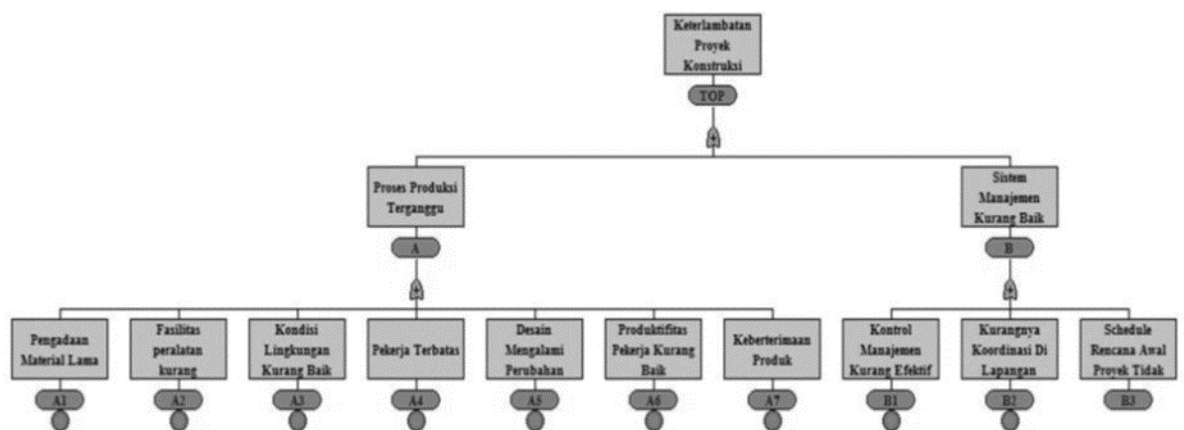 Keterlambatan
Proyek
Konstruksi
TOP
Proses Produksi
Terganggu
A
Sistem
Manajemen
Kurang Baik
B
Pengadaan
Material Lama
A1
Fasilitas
peralatan
kurang
A2
Kondisi
Lingkungan
Kurang Baik
A3
Pekerja Terbatas
A4
Desain
Mengalami
Perubahan
A5
Produktifitas
Pekerja Kurang
Baik
A6
Keberterimaan
Produk
A7
Kontrol
Manajemen
Kurang Efektif
B1
Kurangnya
Koordinasi Di
Lapangan
B2
Schedule
Rencana Awal
Proyek Tidak
B3